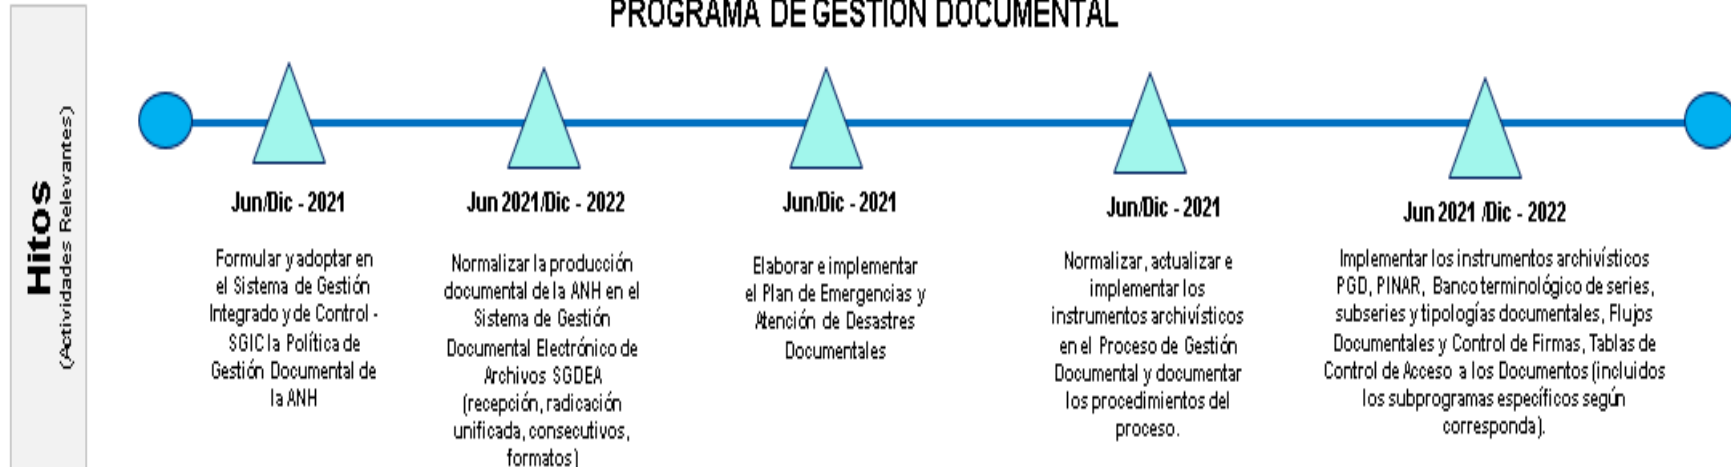 PROGRAMA DE GESTIÓN DOCUMENTAL
Hitos
(Actividades Relevantes)
Jun/Dic - 2021
Formular y adoptar en
el Sistema de Gestión
Integrado y de Control -
SGIC la Política de
Gestión Documental de
la ANH
Jun 2021/Dic - 2022
Normalizar la producción
documental de la ANH en el
Sistema de Gestión
Documental Electrónico de
Archivos SGDEA
(recepción, radicación
unificada, consecutivos,
formatos)
Jun/Dic - 2021
Elaborar e implementar
el Plan de Emergencias y
Atención de Desastres
Documentales
Jun/Dic - 2021
Normalizar, actualizar e
implementar los
instrumentos archivísticos
en el Proceso de Gestión
Documental y documentar
los procedimientos del
proceso.
Jun 2021 /Dic - 2022
Implementar los instrumentos archivísticos
PGD, PINAR, Banco terminológico de series,
subseries y tipologías documentales, Flujos
Documentales y Control de Firmas, Tablas de
Control de Acceso a los Documentos (incluidos
los subprogramas específicos según
corresponda).